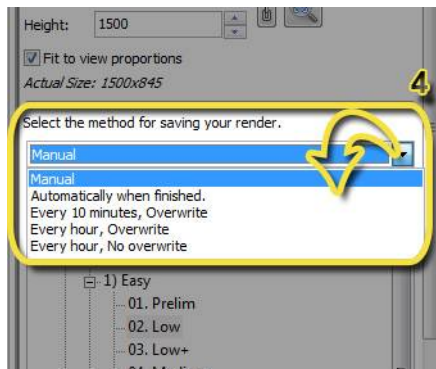 Height: 1500
Fit to view proportions
Actual Size: 1500x845
4
Select the method for saving your render.
Manual
Manual
Automatically when finished.
Every 10 minutes, Overwrite
Every hour, Overwrite
Every hour, No overwrite
1) Easy
01. Prelim
02. Low
03. Low+